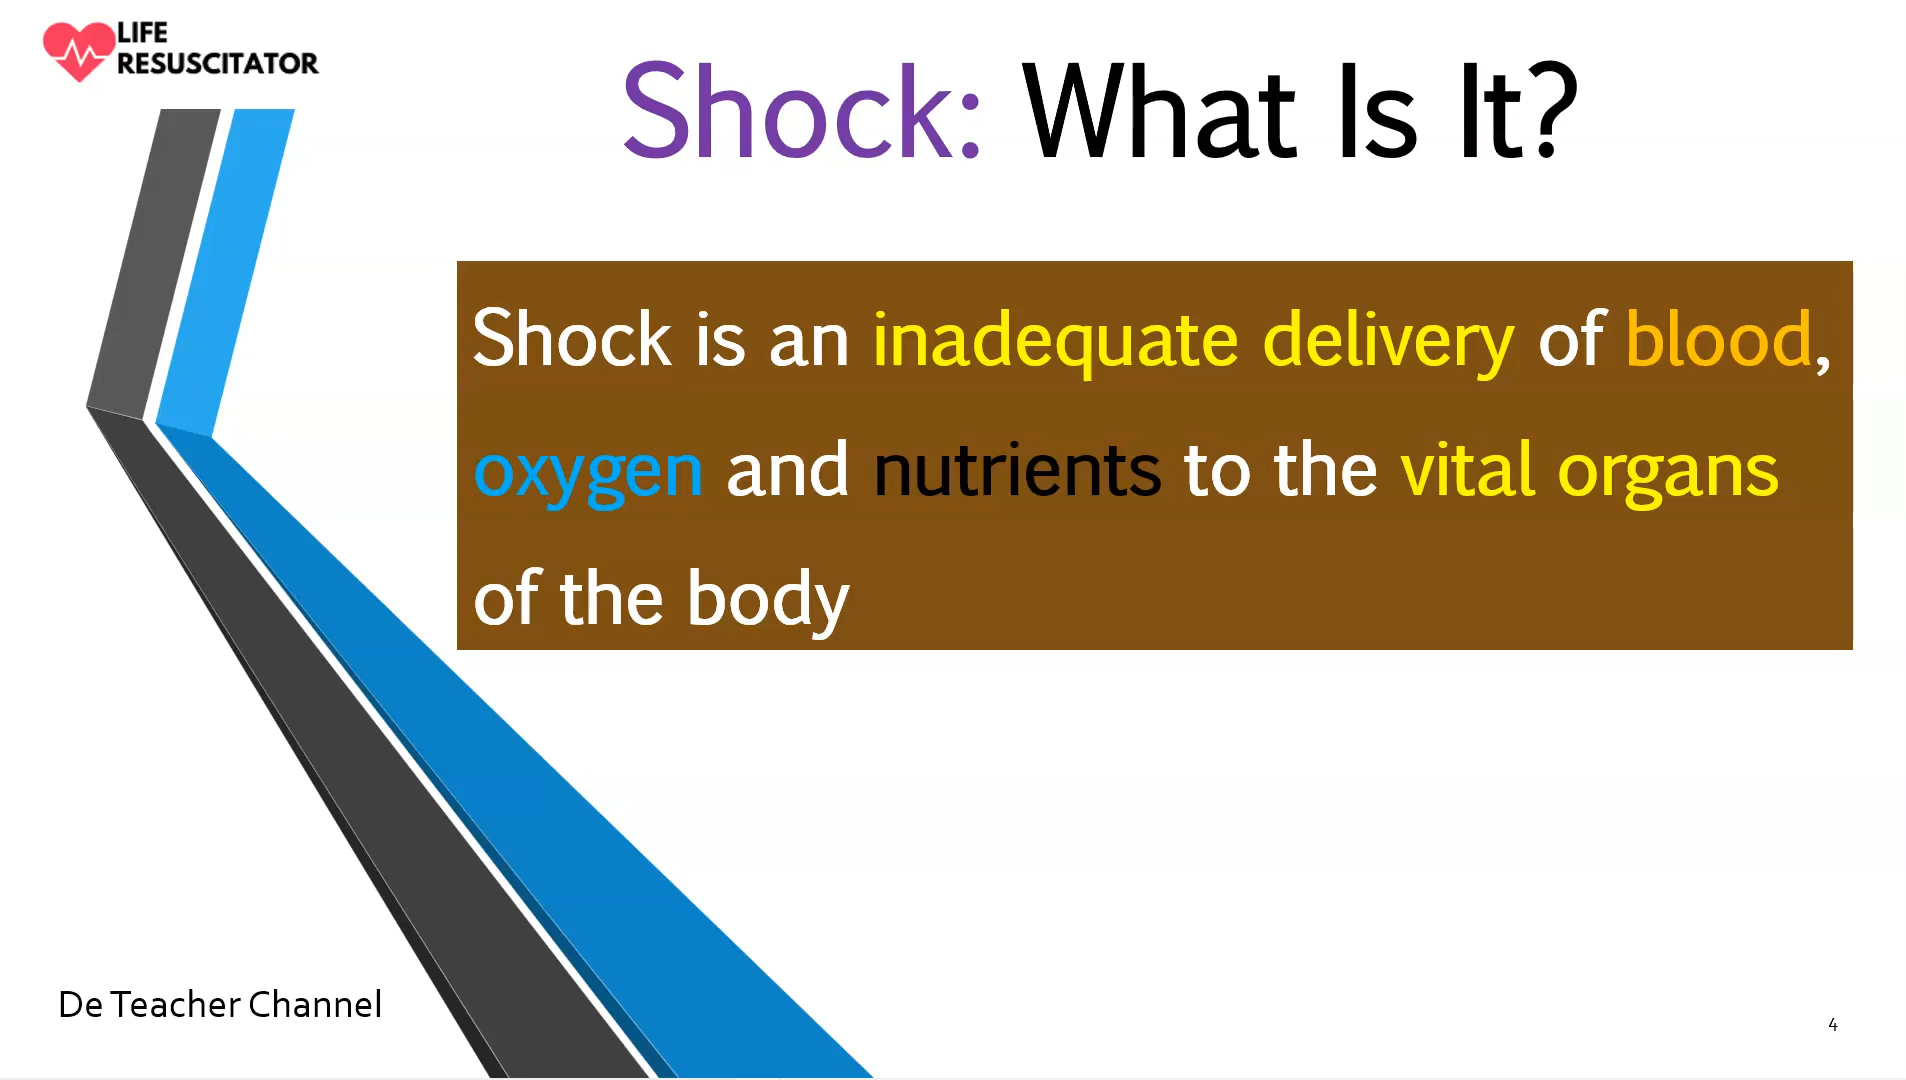 LIFE
RESUSCITATOR
Shock: What Is It?
Shock is an inadequate delivery of blood,
oxygen and nutrients to the vital organs
of the body
De Teacher Channel
4